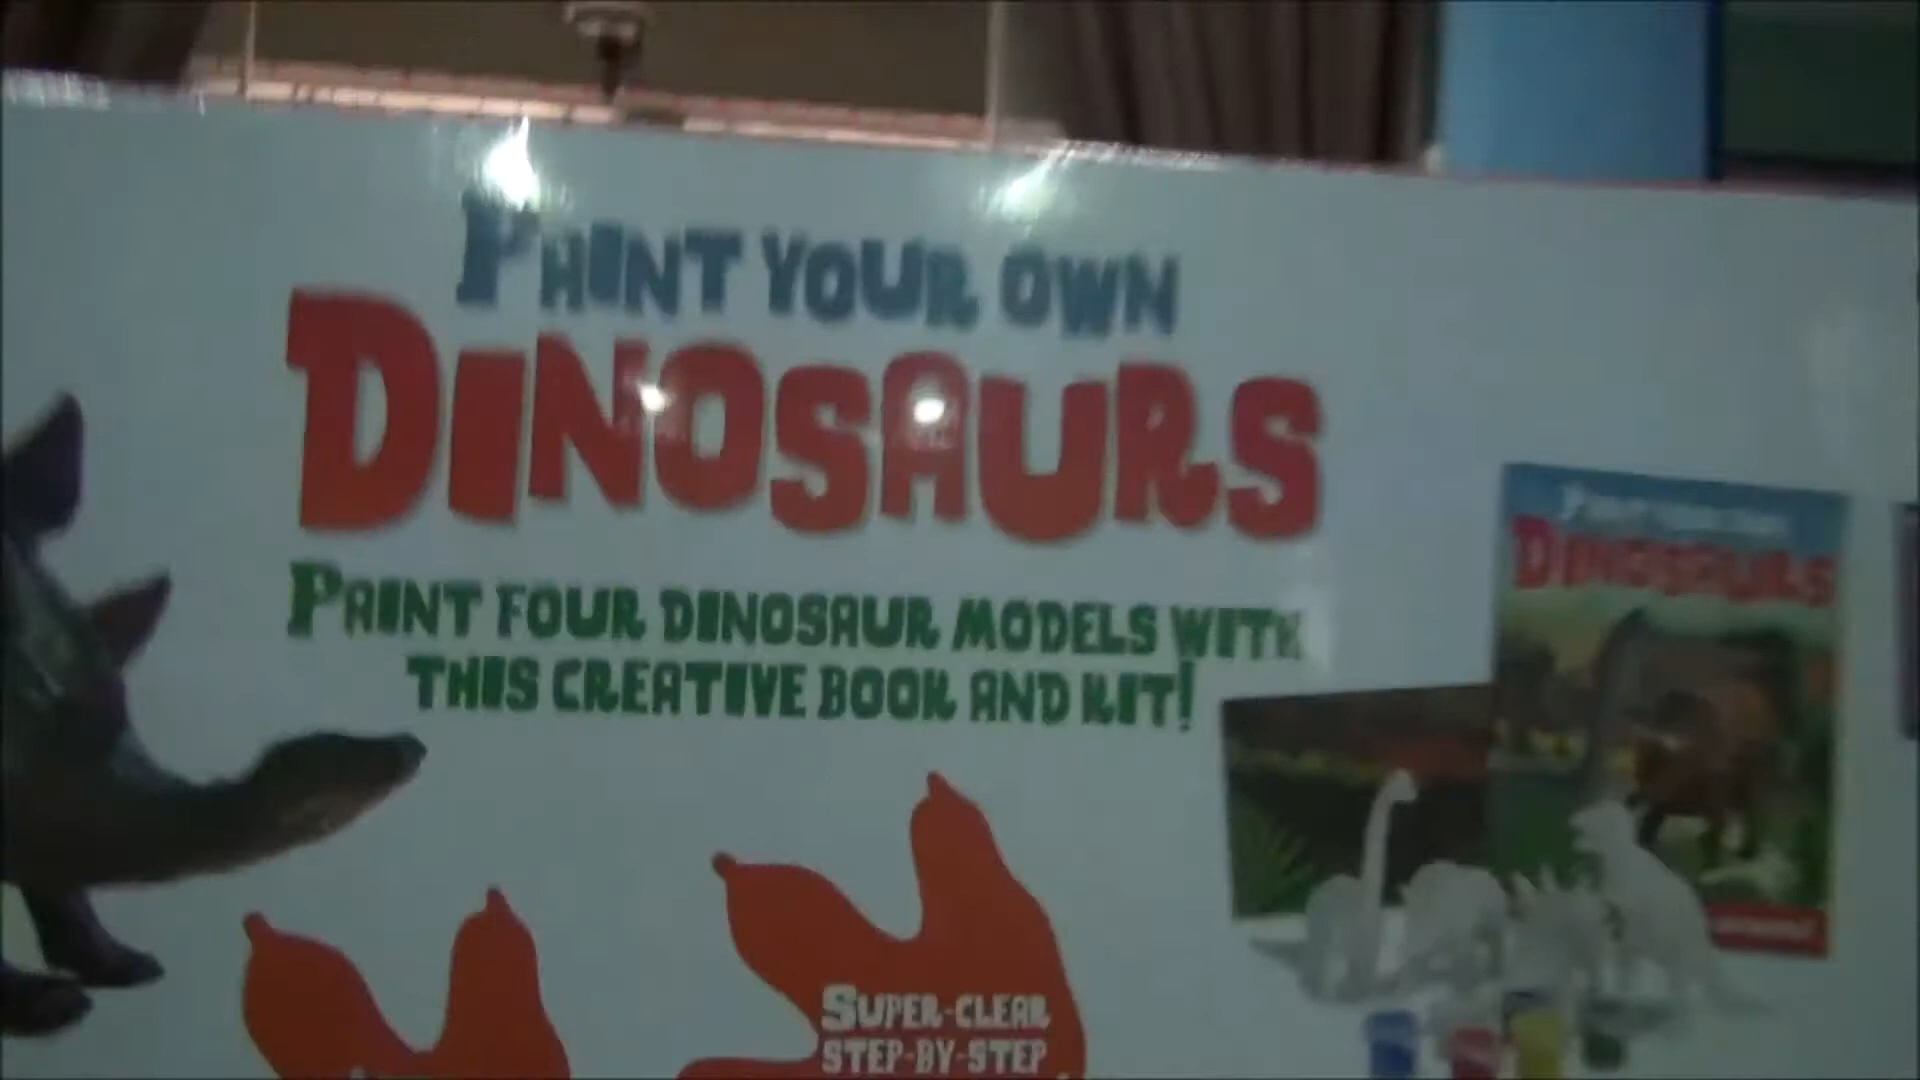 PAINT YOUR OWN
DINOSAURS
PAINT FOUR DINOSAUR MODELS WITH
THIS CREATIVE BOOK AND KIT!
DINOSAURS
SUPER-CLEAR
STEP-BY-STEP